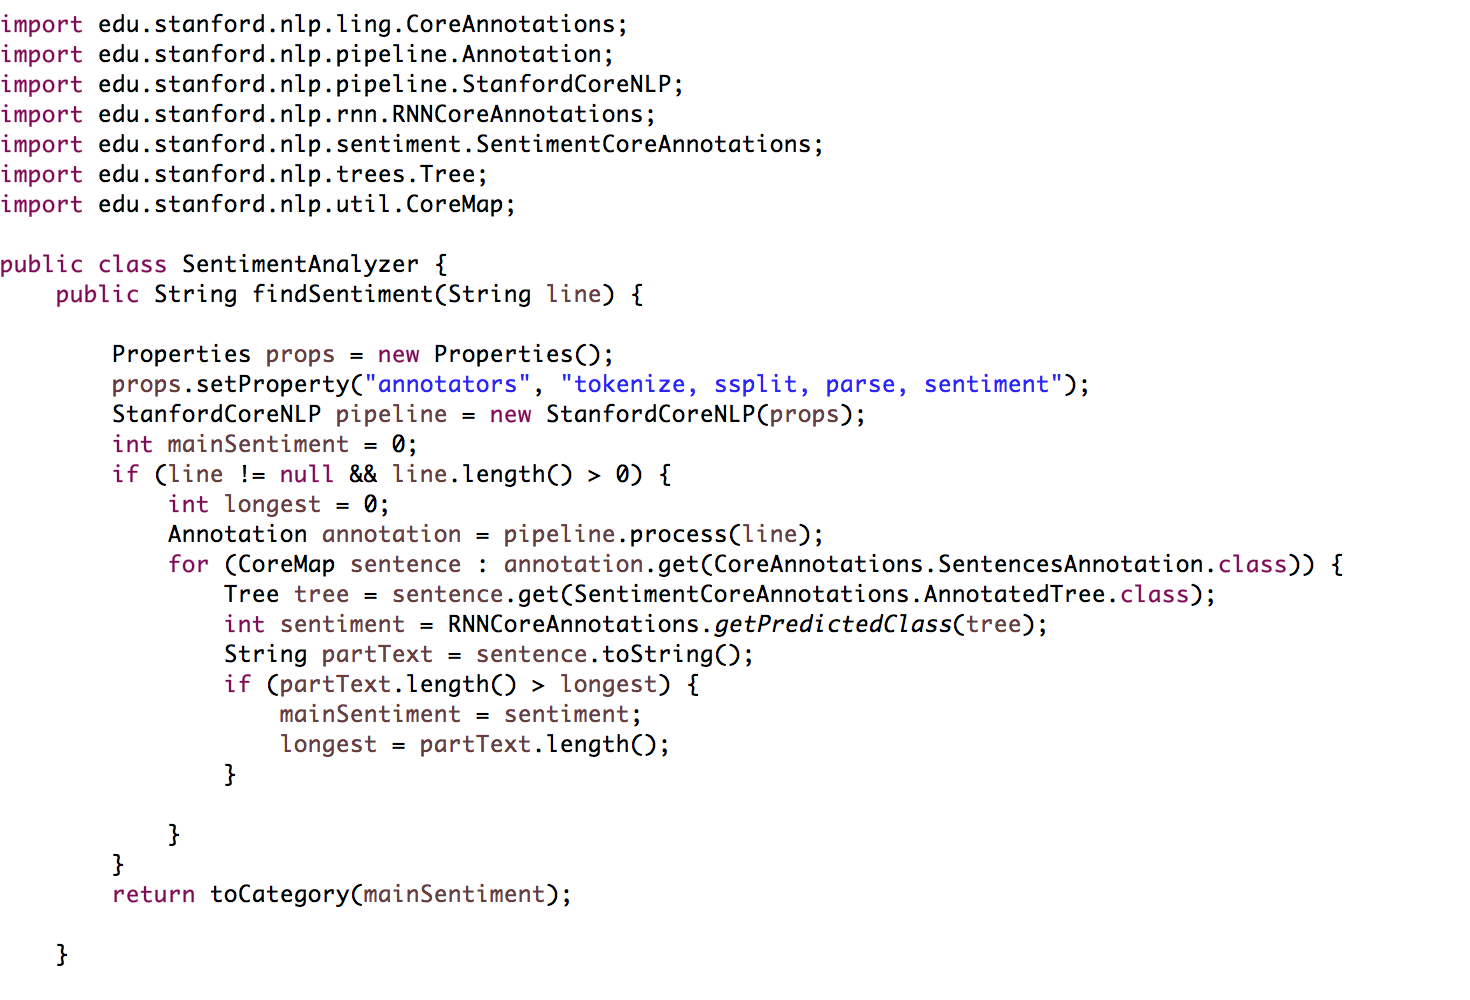 import edu.stanford.nlp.ling.CoreAnnotations;
import edu.stanford.nlp.pipeline.Annotation;
import edu.stanford.nlp.pipeline.StanfordCoreNLP;
import edu.stanford.nlp.rnn.RNNCoreAnnotations;
import edu.stanford.nlp.sentiment.SentimentCoreAnnotations;
import edu.stanford.nlp.trees.Tree;
import edu.stanford.nlp.util.CoreMap;

public class SentimentAnalyzer {
    public String findSentiment(String line) {

        Properties props = new Properties();
        props.setProperty("annotators", "tokenize, ssplit, parse, sentiment");
        StanfordCoreNLP pipeline = new StanfordCoreNLP(props);
        int mainSentiment = 0;
        if (line != null && line.length() > 0) {
            int longest = 0;
            Annotation annotation = pipeline.process(line);
            for (CoreMap sentence : annotation.get(CoreAnnotations.SentencesAnnotation.class)) {
                Tree tree = sentence.get(SentimentCoreAnnotations.AnnotatedTree.class);
                int sentiment = RNNCoreAnnotations.getPredictedClass(tree);
                String partText = sentence.toString();
                if (partText.length() > longest) {
                    mainSentiment = sentiment;
                    longest = partText.length();
                }

            }
        }
        return toCategory(mainSentiment);

    }